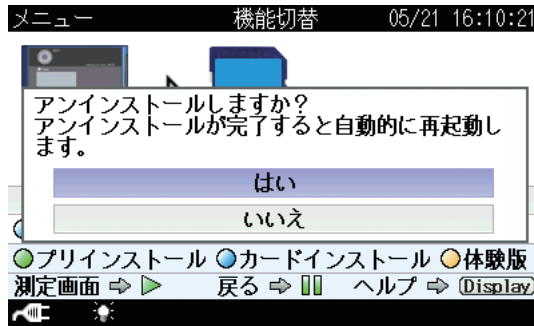 メニュー 機能切替 05/21 16:10:21
アンインストールしますか？
アンインストールが完了すると自動的に再起動し
ます。
はい
いいえ
プリインストール カードインストール 体験版
測定画面 ⇨ ▷ 戻る ⇨ ▯▯ ヘルプ ⇨ Display